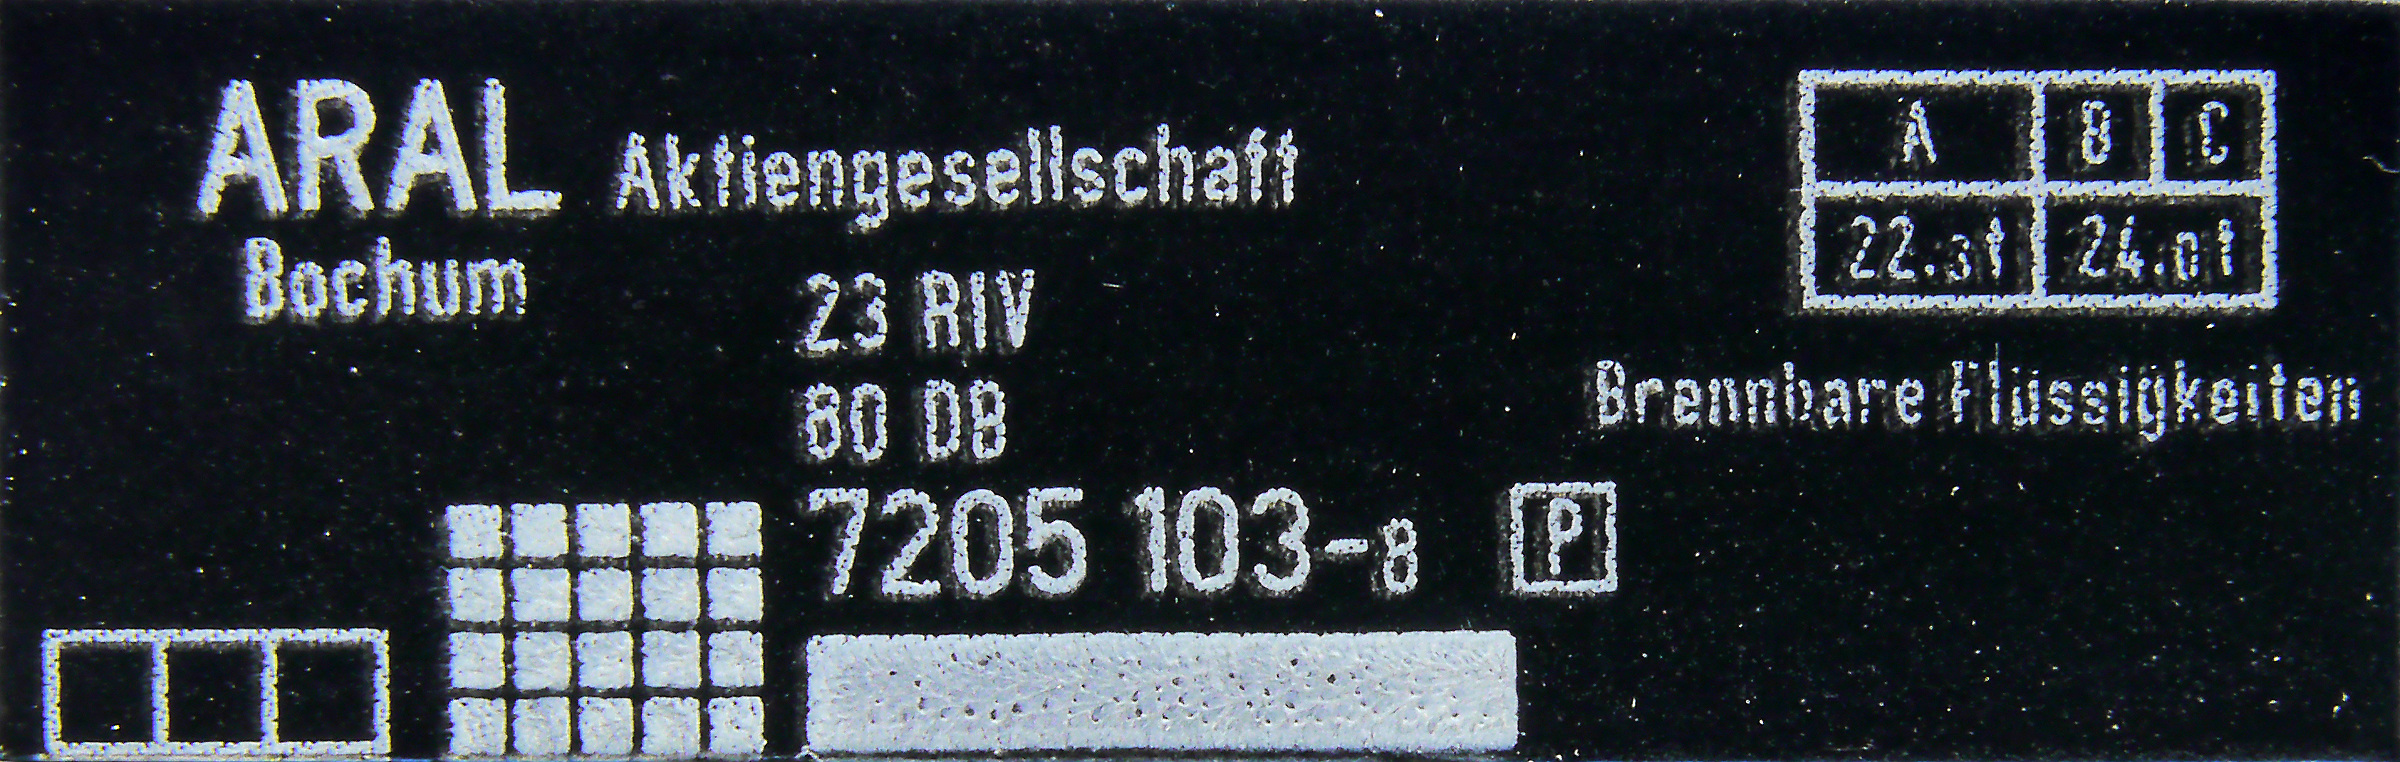 ARAL Aktiengesellschaft
Bochum
23 RIV
80 DB
7205 103-8 P
A B C
22.3t 24.0t
Brennbare Flüssigkeiten